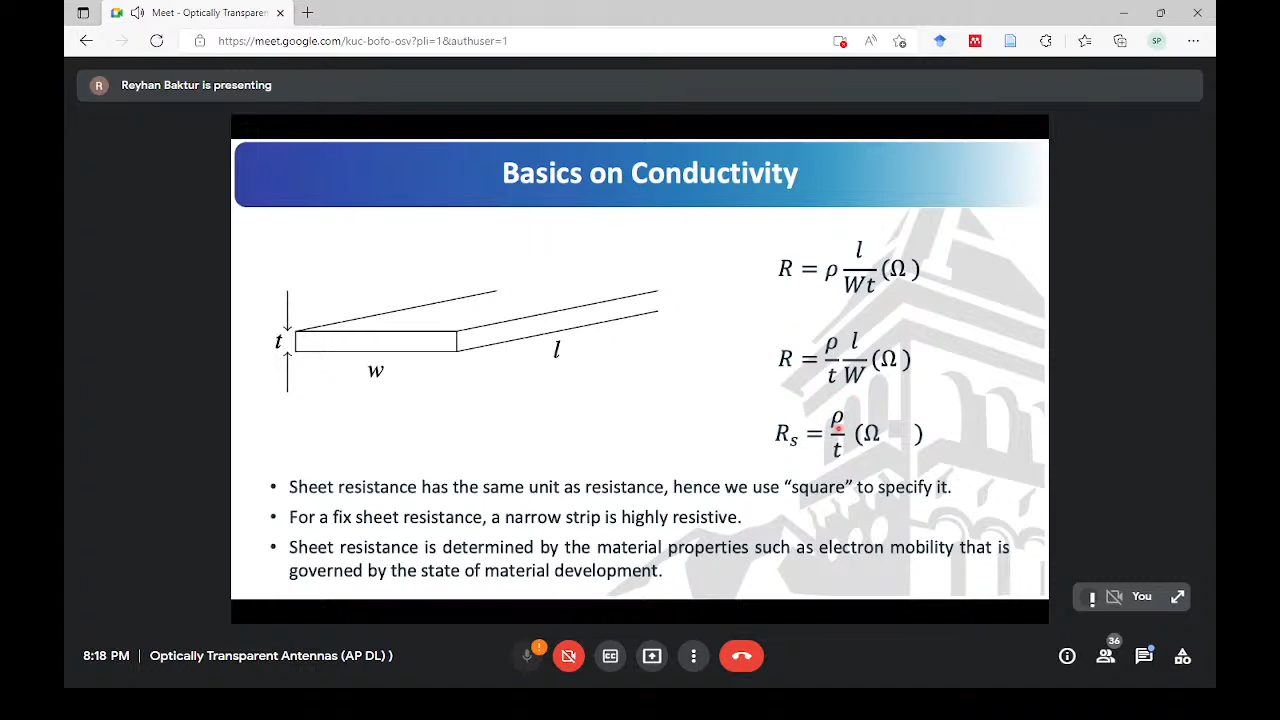 Meet - Optically Transparen
https://meet.google.com/kuc-bofo-osv?pli=1&authuser=1
SP
R
Reyhan Baktur is presenting
Basics on Conductivity
R = ρ l/Wt (Ω )
t
w
l
R = ρ/t l/W (Ω )
Rₛ = ρ/t (Ω )
• Sheet resistance has the same unit as resistance, hence we use “square” to specify it.
• For a fix sheet resistance, a narrow strip is highly resistive.
• Sheet resistance is determined by the material properties such as electron mobility that is
governed by the state of material development.
You
8:18 PM | Optically Transparent Antennas (AP DL) )
36